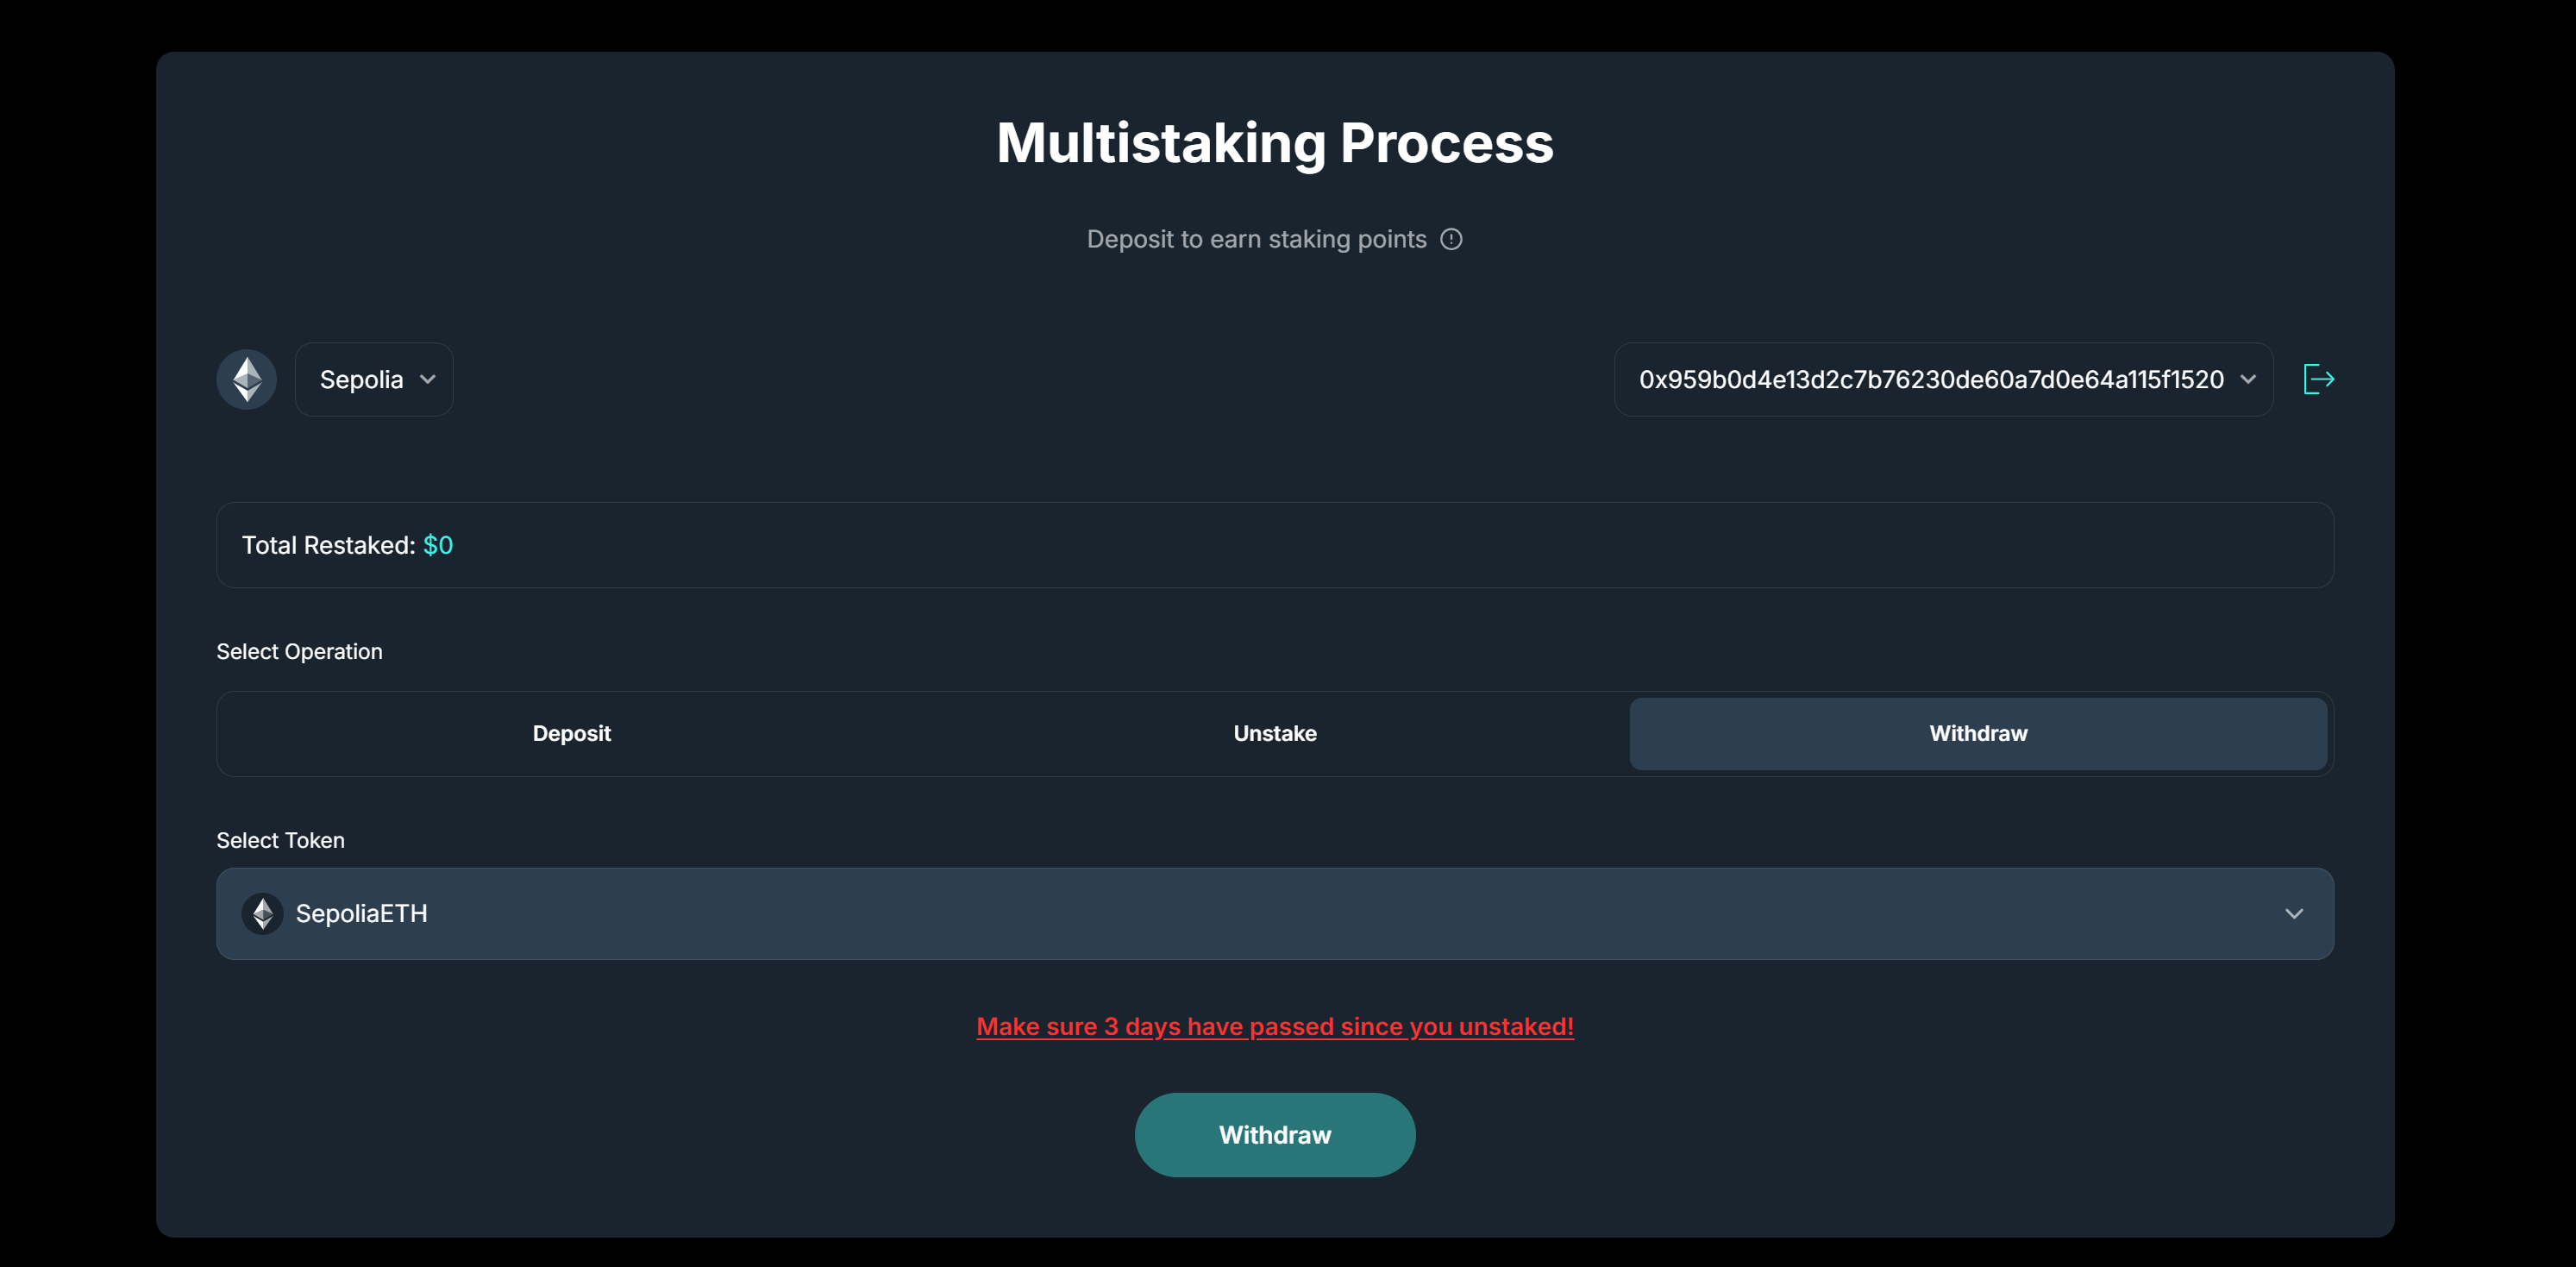 Multistaking Process
Deposit to earn staking points
Sepolia
0x959b0d4e13d2c7b76230de60a7d0e64a115f1520
Total Restaked: $0
Select Operation
Deposit
Unstake
Withdraw
Select Token
SepoliaETH
Make sure 3 days have passed since you unstaked!
Withdraw